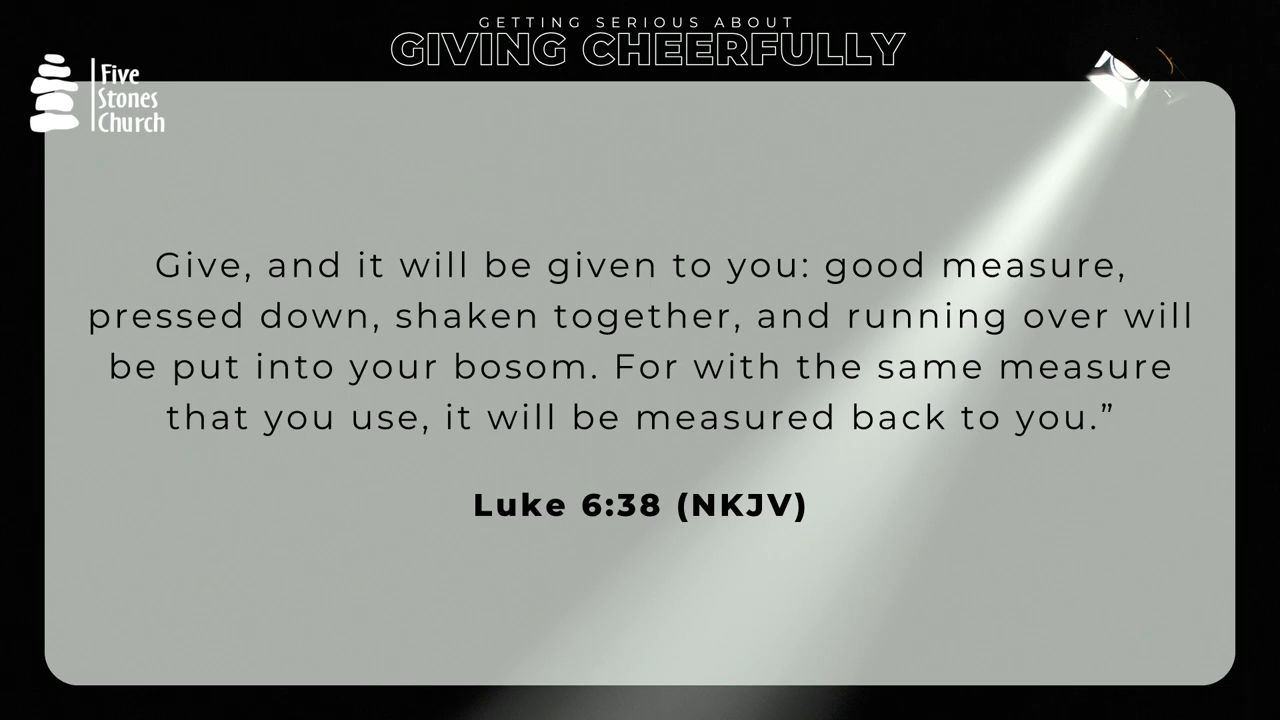 GETTING SERIOUS ABOUT
GIVING CHEERFULLY
Five
Stones
Church
Give, and it will be given to you: good measure,
pressed down, shaken together, and running over will
be put into your bosom. For with the same measure
that you use, it will be measured back to you.”
Luke 6:38 (NKJV)